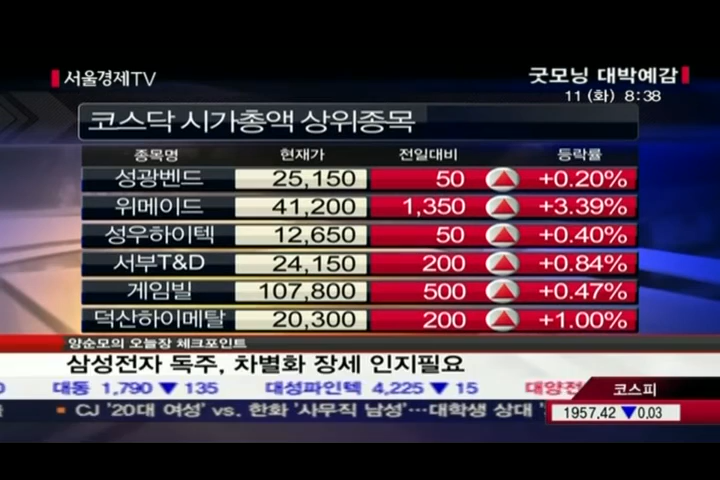 서울경제TV
굿모닝 대박예감
11 (화) 8:38
코스닥 시가총액 상위종목
종목명 현재가 전일대비 등락률
성광벤드 25,150 50 ▲ +0.20%
위메이드 41,200 1,350 ▲ +3.39%
성우하이텍 12,650 50 ▲ +0.40%
서부T&D 24,150 200 ▲ +0.84%
게임빌 107,800 500 ▲ +0.47%
덕산하이메탈 20,300 200 ▲ +1.00%
양순모의 오늘장 체크포인트
삼성전자 독주, 차별화 장세 인지필요
대동 1,790 ▼ 135 대성파인텍 4,225 ▼ 15 대양전
코스피
CJ '20대 여성' vs. 한화 '사무직 남성'…대학생 상대
1957.42 ▼0.03